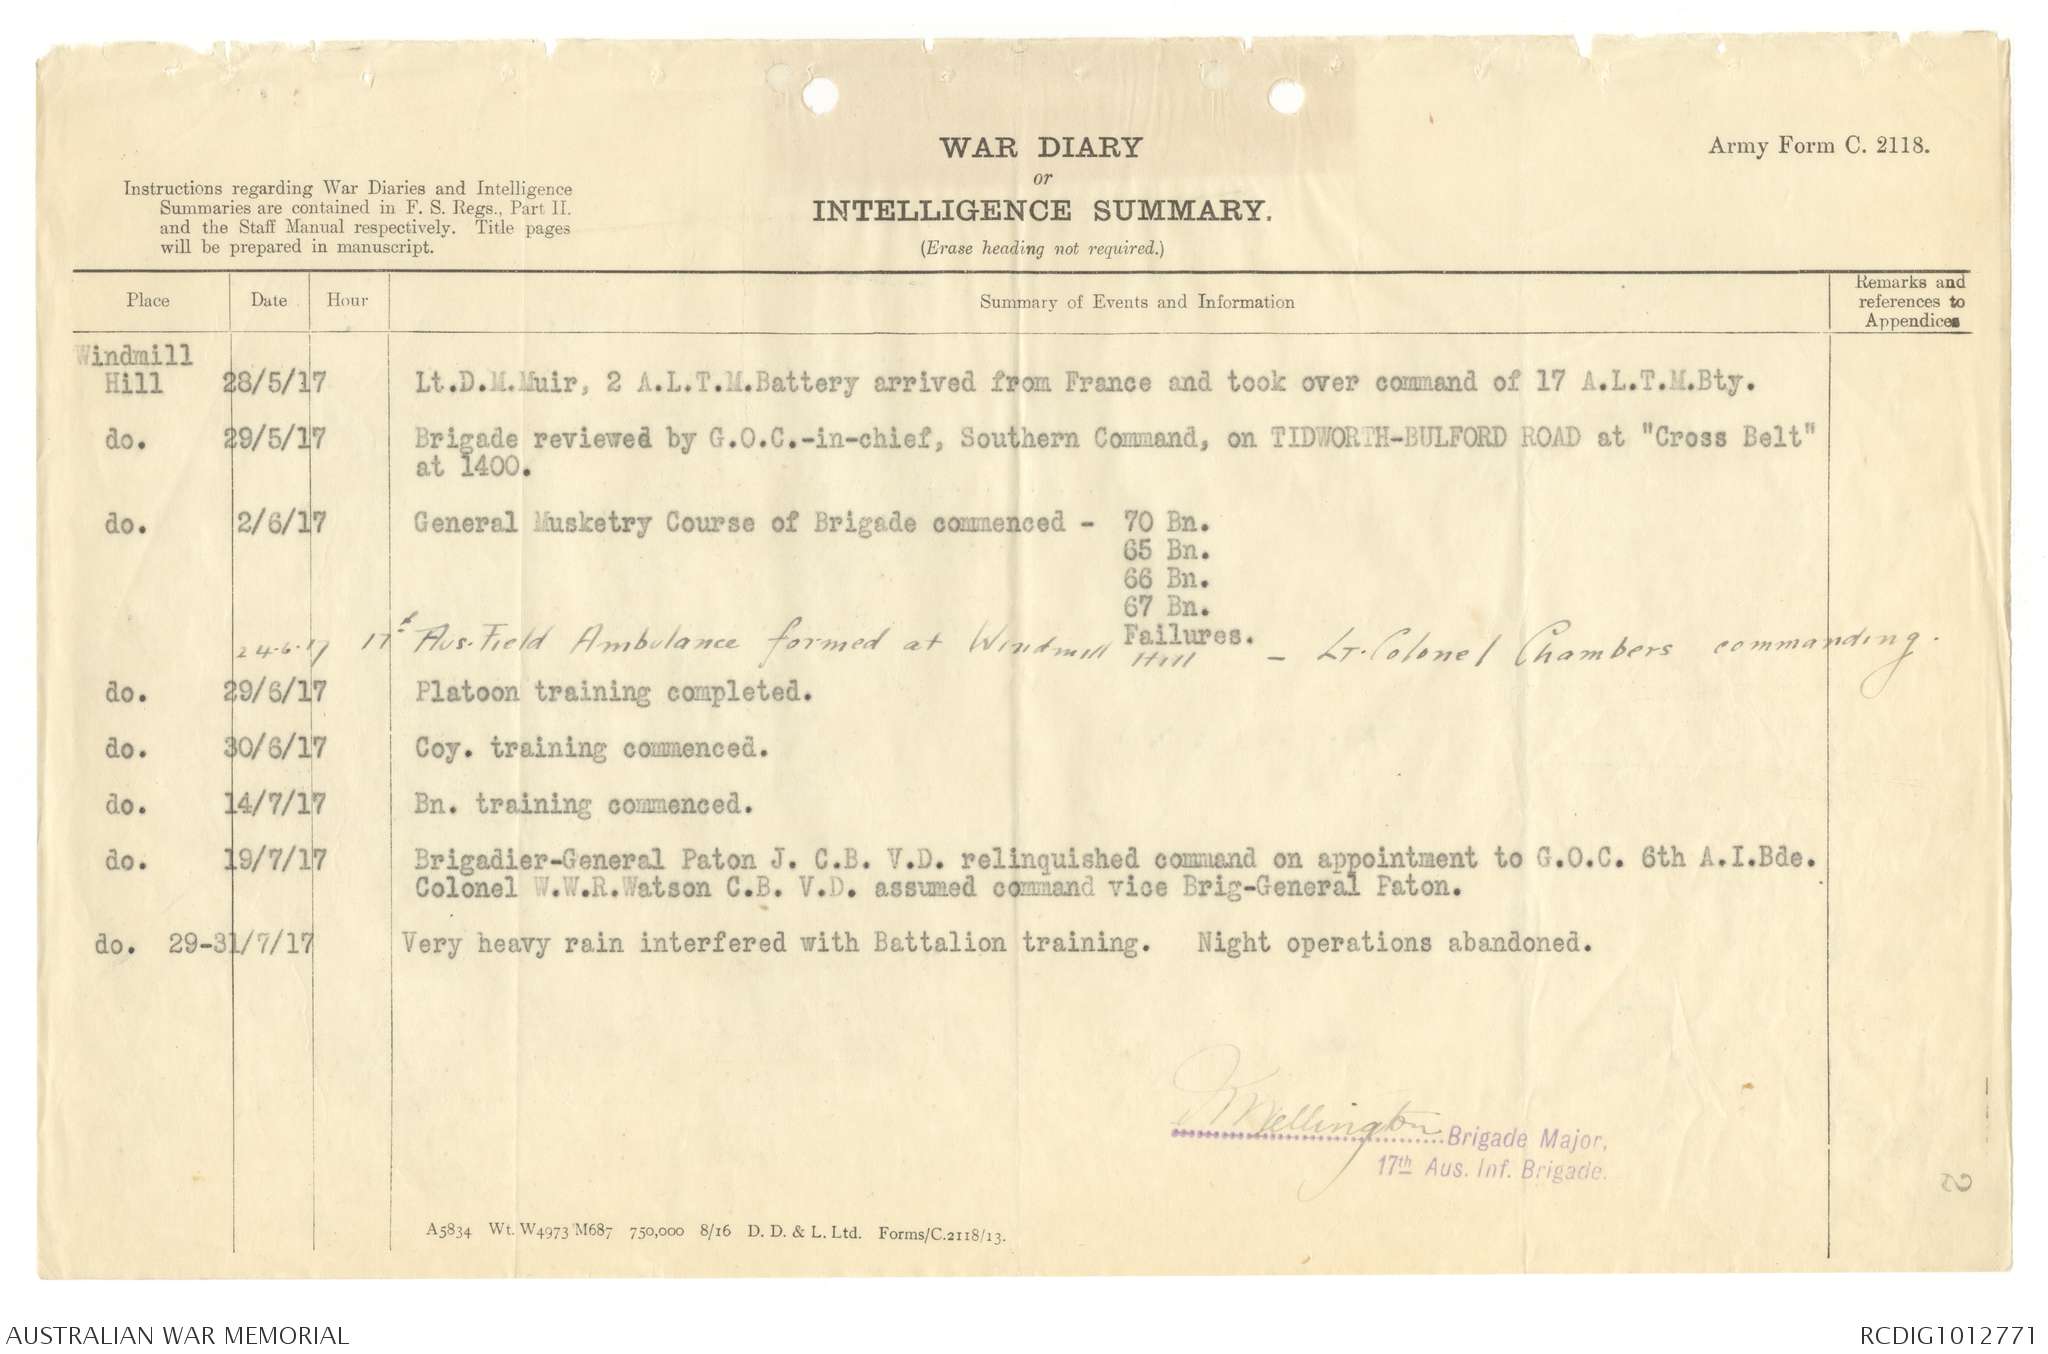 WAR DIARY
or
INTELLIGENCE SUMMARY.
(Erase heading not required.)
Army Form C. 2118.
Instructions regarding War Diaries and Intelligence
Summaries are contained in F. S. Regs., Part II.
and the Staff Manual respectively. Title pages
will be prepared in manuscript.
Place Date Hour Summary of Events and Information Remarks and
references to
Appendices
Windmill
Hill 28/5/17 Lt.D.M.Muir, 2 A.L.T.M.Battery arrived from France and took over command of 17 A.L.T.M.Bty.
do. 29/5/17 Brigade reviewed by G.O.C.-in-chief, Southern Command, on TIDWORTH-BULFORD ROAD at "Cross Belt"
at 1400.
do. 2/6/17 General Musketry Course of Brigade commenced - 70 Bn.
65 Bn.
66 Bn.
67 Bn.
Failures.
24.6.17 17th Aus. Field Ambulance formed at Windmill Hill - Lt. Colonel Chambers commanding.
do. 29/6/17 Platoon training completed.
do. 30/6/17 Coy. training commenced.
do. 14/7/17 Bn. training commenced.
do. 19/7/17 Brigadier-General Paton J. C.B. V.D. relinquished command on appointment to G.O.C. 6th A.I.Bde.
Colonel W.W.R.Watson C.B. V.D. assumed command vice Brig-General Paton.
do. 29-31/7/17 Very heavy rain interfered with Battalion training. Night operations abandoned.
Wellington Brigade Major,
17th Aus. Inf. Brigade.
A5834 Wt. W4973 M687 750,000 8/16 D. D. & L. Ltd. Forms/C.2118/13.
AUSTRALIAN WAR MEMORIAL
RCDIG1012771